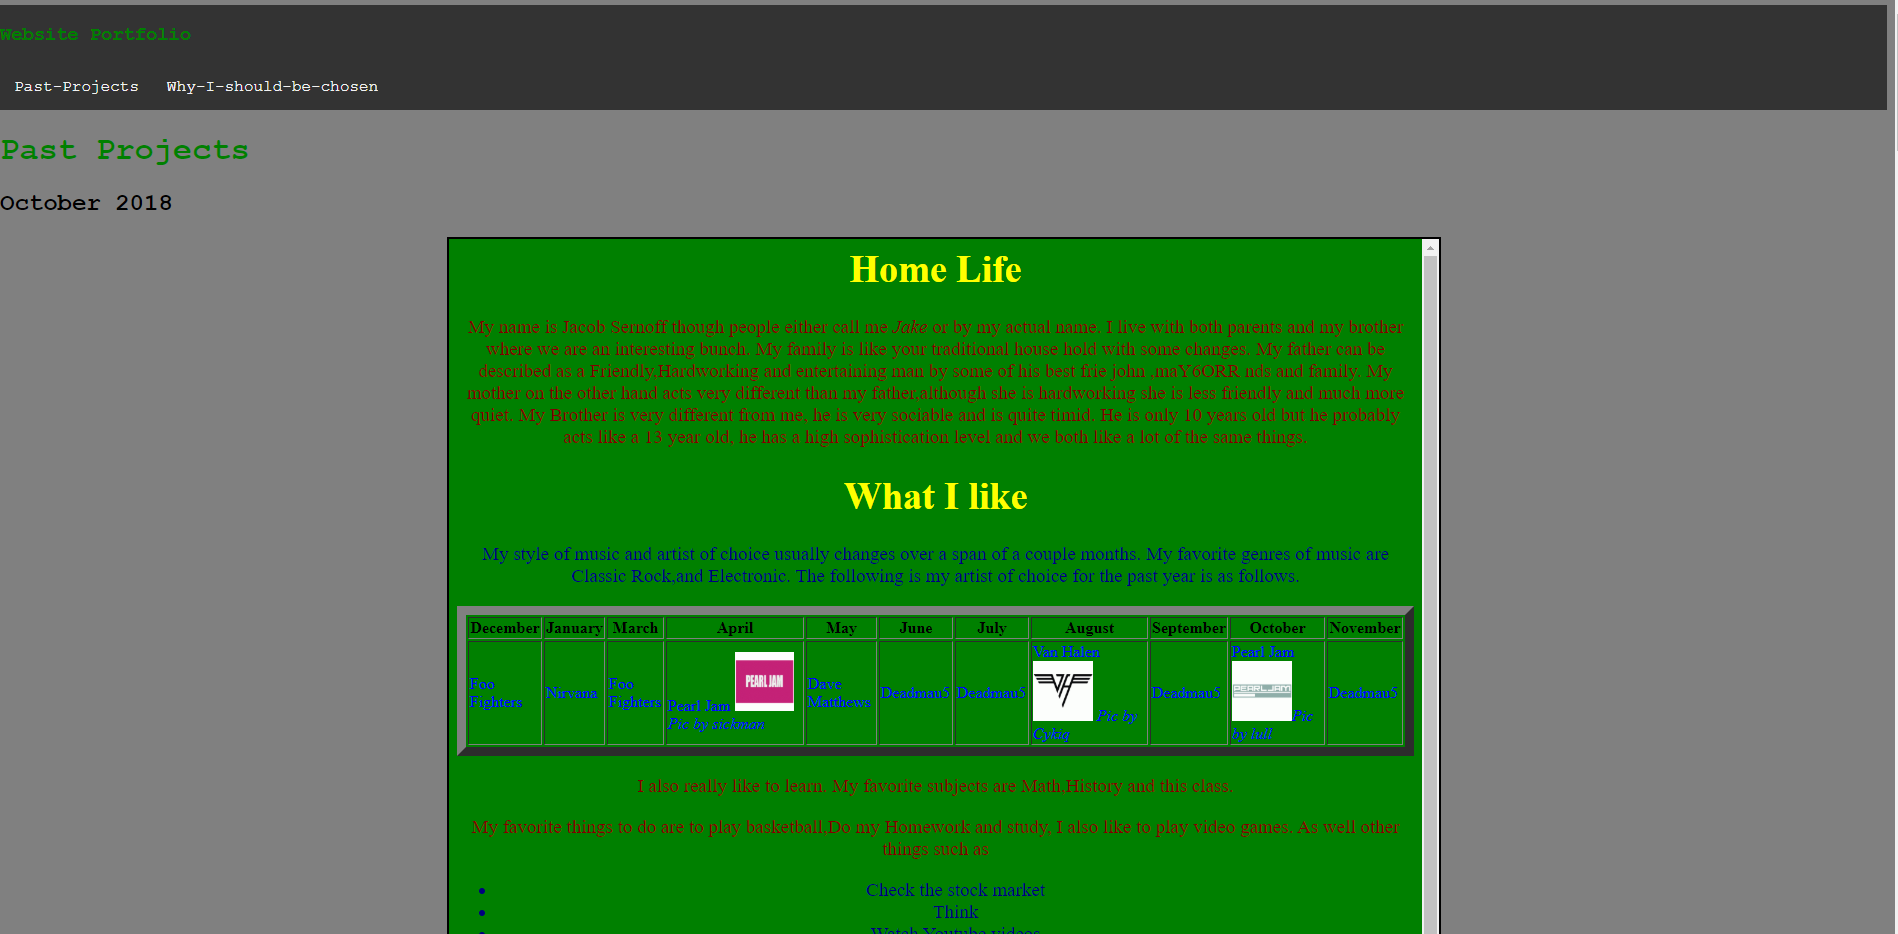 Website Portfolio
Past-Projects Why-I-should-be-chosen
Past Projects
October 2018
Home Life
My name is Jacob Sernoff though people either call me Jake or by my actual name. I live with both parents and my brother
where we are an interesting bunch. My family is like your traditional house hold with some changes. My father can be
described as a Friendly,Hardworking and entertaining man by some of his best frie john .maY6ORR nds and family. My
mother on the other hand acts very different than my father.although she is hardworking she is less friendly and much more
quiet. My Brother is very different from me, he is very sociable and is quite timid. He is only 10 years old but he probably
acts like a 13 year old, he has a high sophistication level and we both like a lot of the same things.
What I like
My style of music and artist of choice usually changes over a span of a couple months. My favorite genres of music are
Classic Rock,and Electronic. The following is my artist of choice for the past year is as follows.
December January March April May June July August September October November
Foo
Fighters
Nirvana
Foo
Fighters
PEARL JAM
Pearl Jam
Pic by sickman
Dave
Matthews
Deadmau5
Deadmau5
Van Halen
VH
Pic by
Cykiq
Deadmau5
Pearl Jam
PEARL JAM
Pic
by lull
Deadmau5
I also really like to learn. My favorite subjects are Math,History and this class.
My favorite things to do are to play basketball,Do my Homework and study. I also like to play video games. As well other
things such as
Check the stock market
Think
Watch Youtube videos